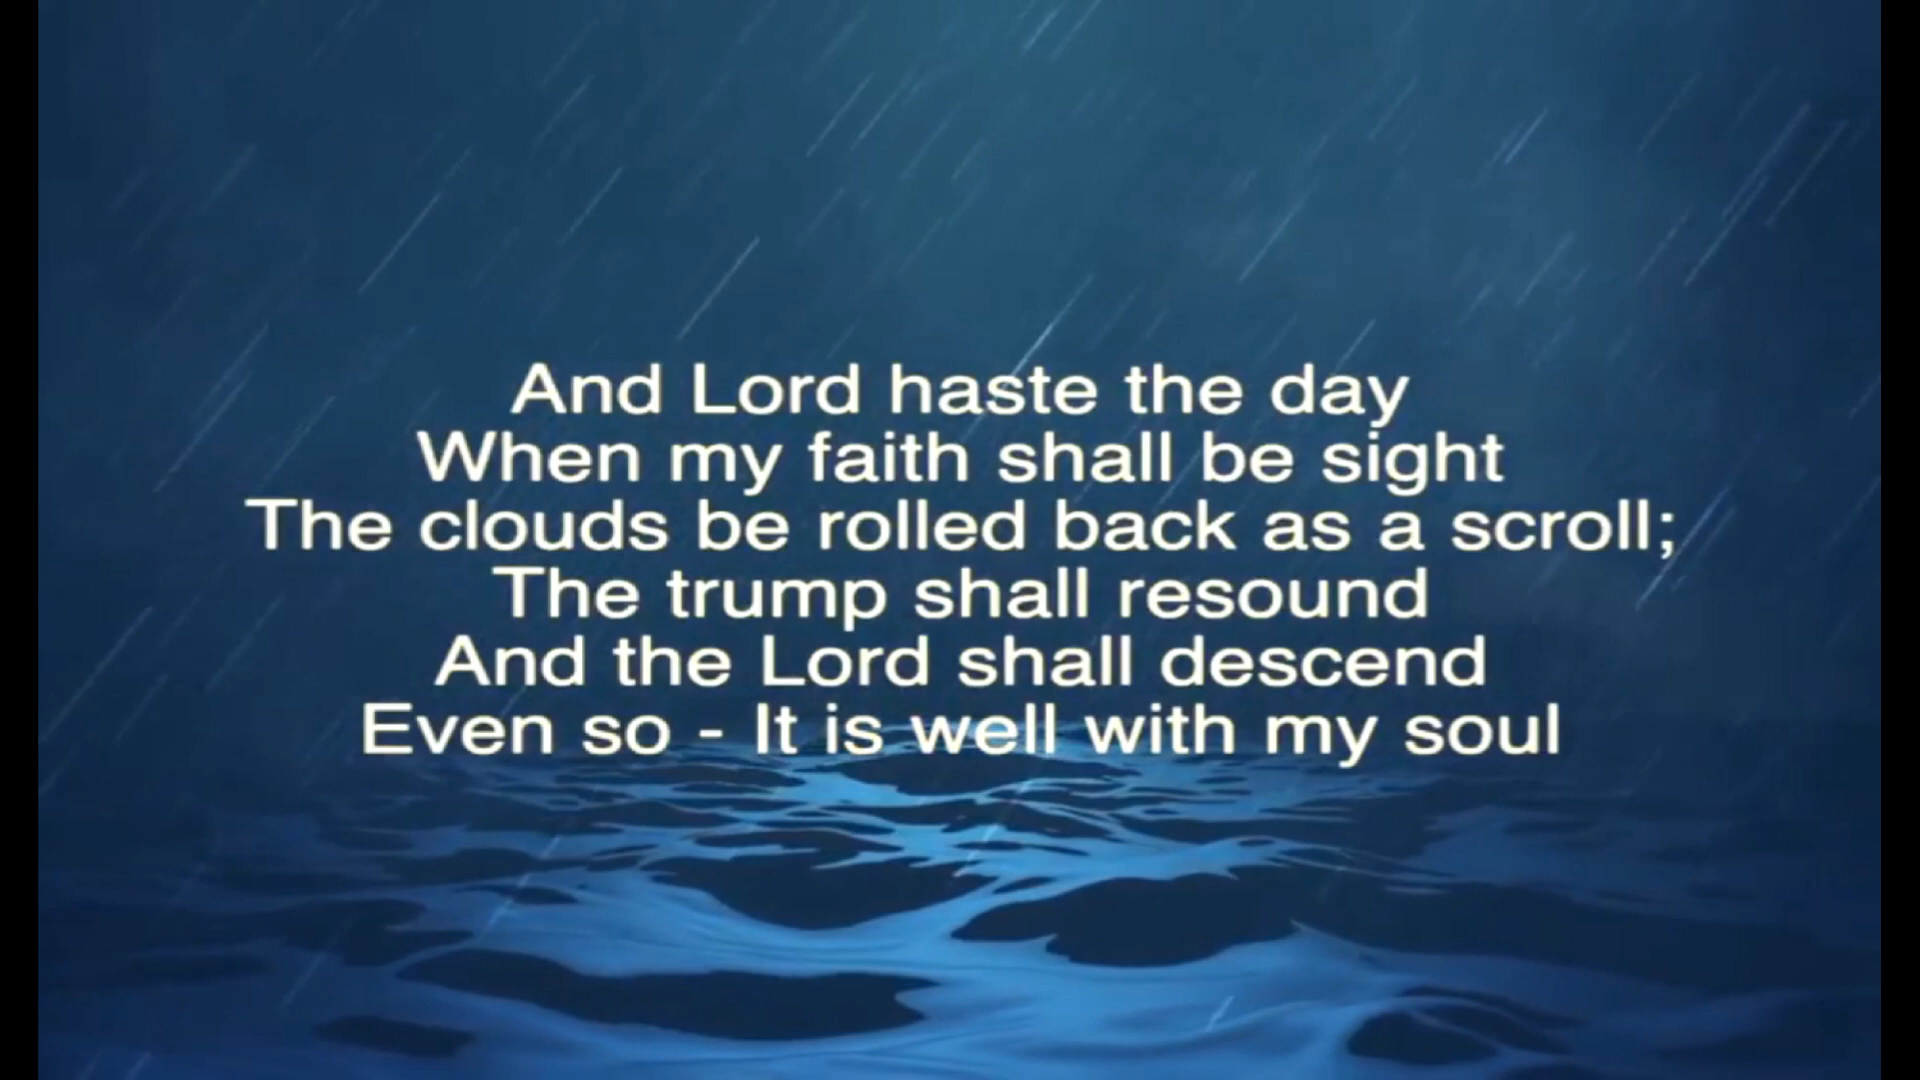 And Lord haste the day
When my faith shall be sight
The clouds be rolled back as a scroll;
The trump shall resound
And the Lord shall descend
Even so - It is well with my soul